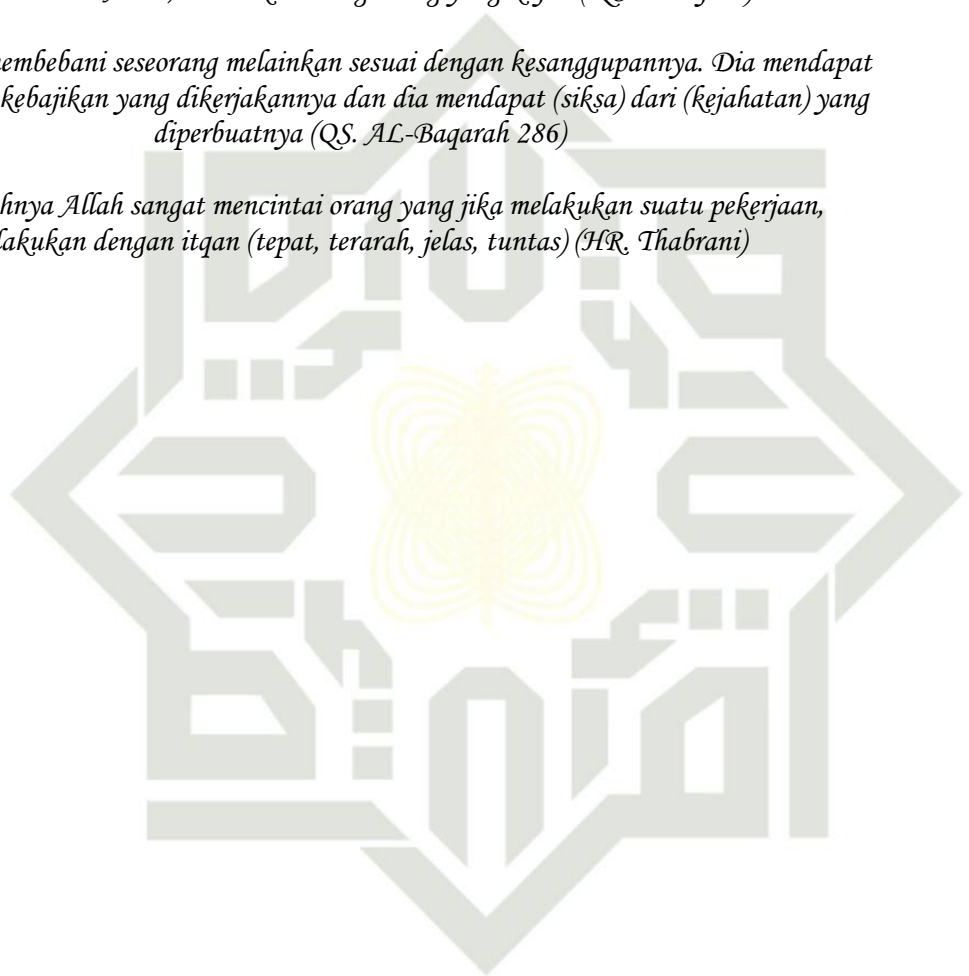 embebani seseorang melainkan sesuai dengan kesanggupannya. Dia mendapat
kebajikan yang dikerjakannya dan dia mendapat (siksa) dari (kejahatan) yang
diperbuatnya (QS. AL-Baqarah 286)
hnya Allah sangat mencintai orang yang jika melakukan suatu pekerjaan,
lakukan dengan itqan (tepat, terarah, jelas, tuntas) (HR. Thabrani)